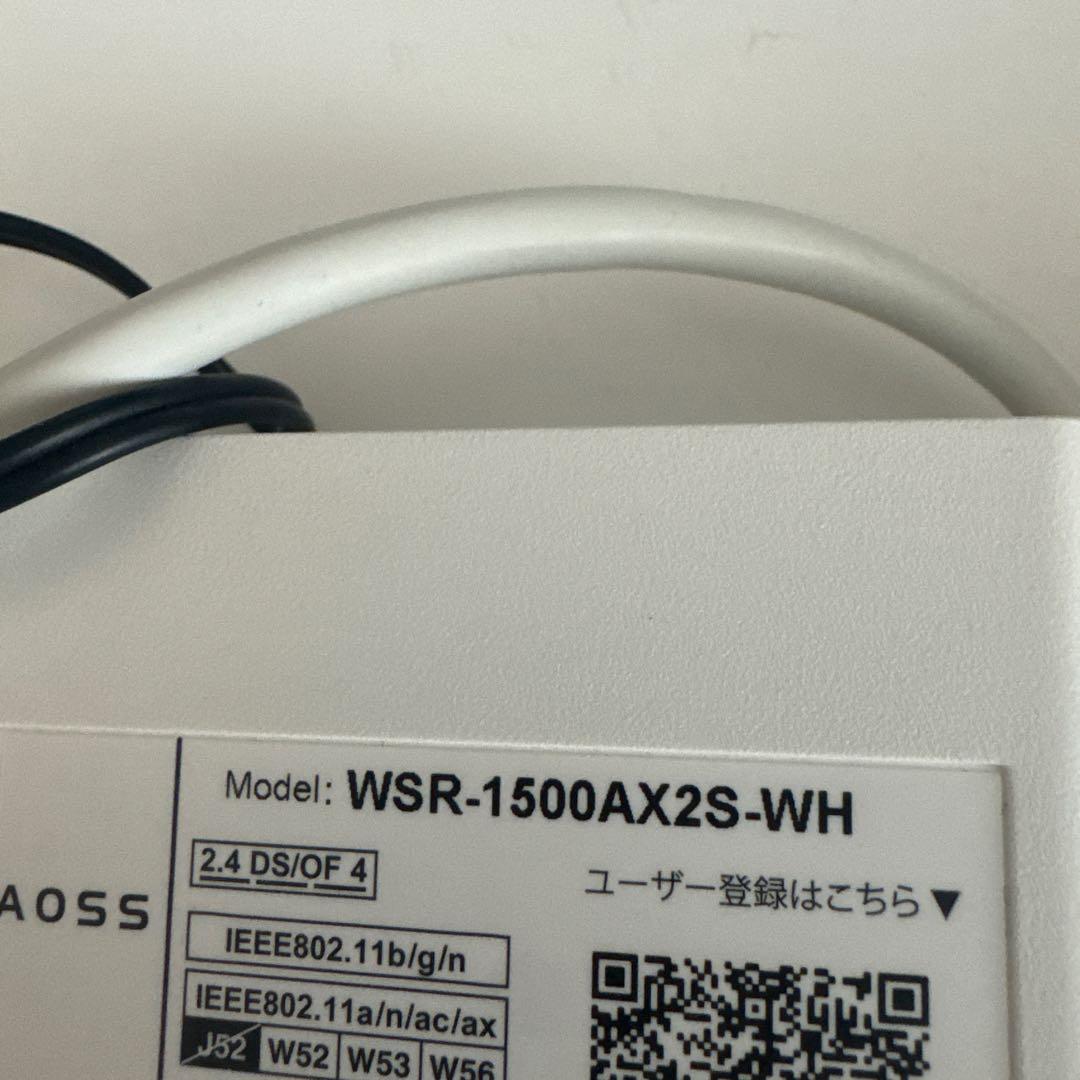 Model: WSR-1500AX2S-WH
2.4 DS/OF 4
ユーザー登録はこちら▼
AOSS
IEEE802.11b/g/n
IEEE802.11a/n/ac/ax
J52 W52 W53 W56